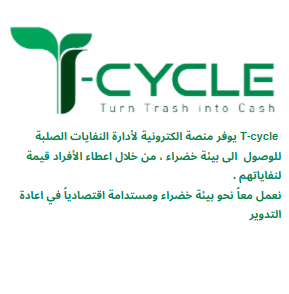 T-CYCLE
Turn Trash into Cash
T-cycle يوفر منصة الكترونية لأدارة النفايات الصلبة
للوصول الى بيئة خضراء ، من خلال اعطاء الأفراد قيمة
لنفاياتهم .
نعمل معاً نحو بيئة خضراء ومستدامة اقتصادياً في اعادة
التدوير